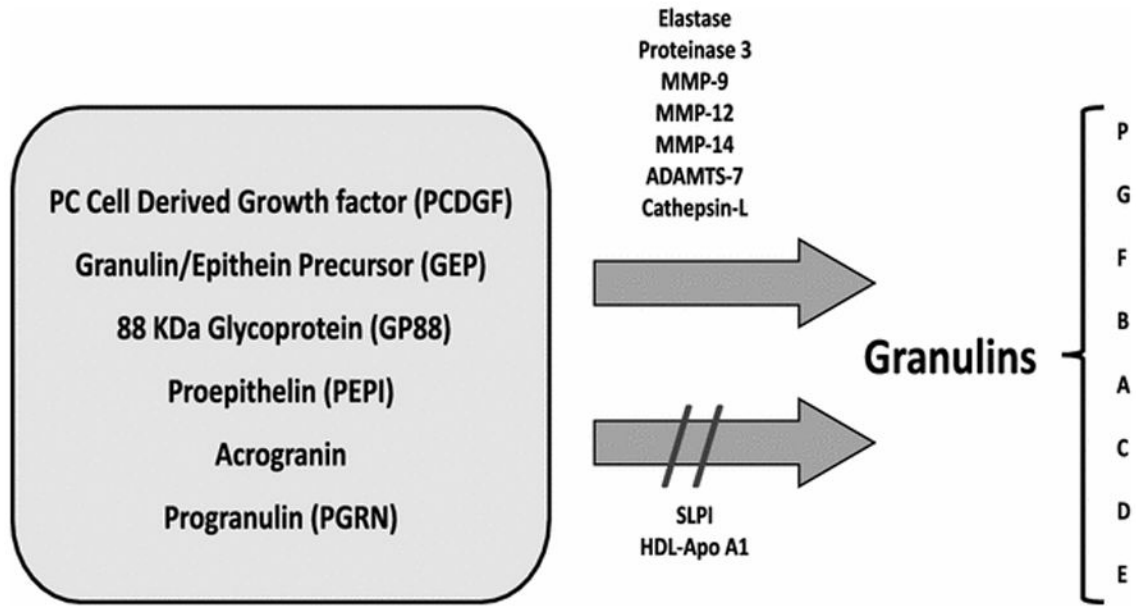 Elastase
Proteinase 3
MMP-9
MMP-12
MMP-14
ADAMTS-7
Cathepsin-L
PC Cell Derived Growth factor (PCDGF)
Granulin/Epithein Precursor (GEP)
88 KDa Glycoprotein (GP88)
Proepithelin (PEPI)
Acrogranin
Progranulin (PGRN)
SLPI
HDL-Apo A1
Granulins
P
G
F
B
A
C
D
E